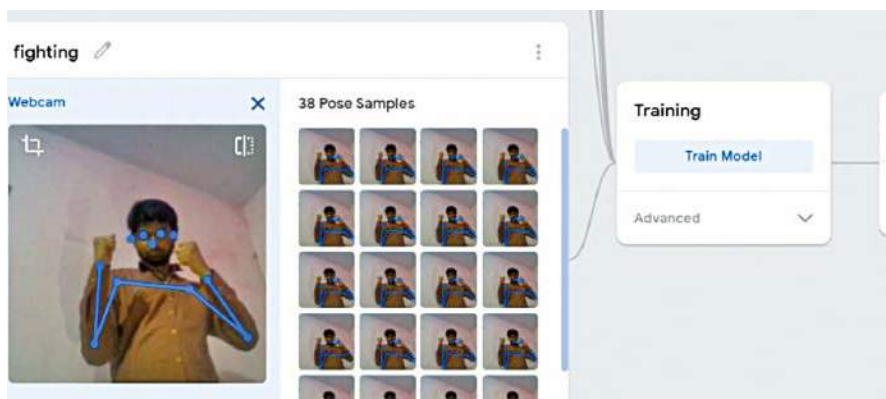 fighting
Webcam
38 Pose Samples
Training
Train Model
Advanced